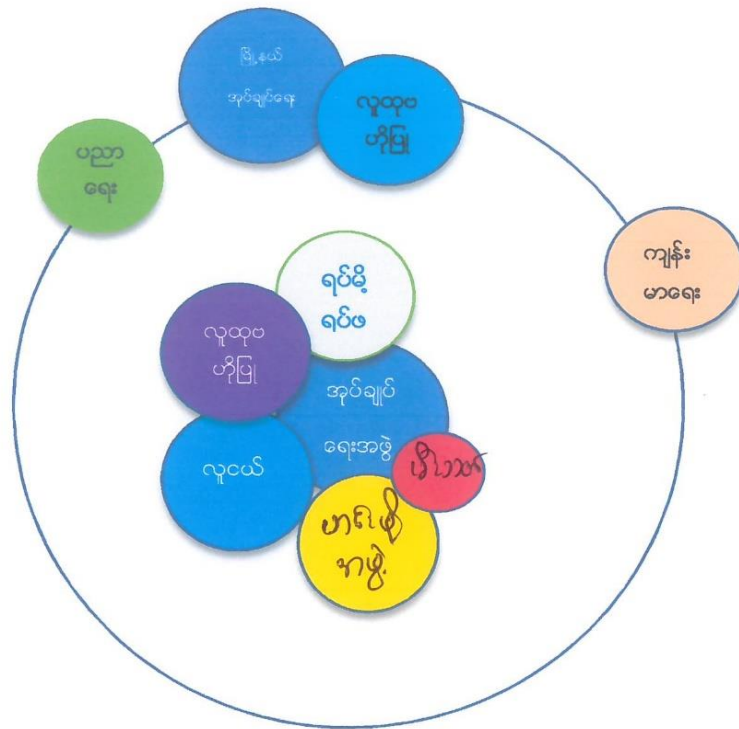 မြို့နယ်
အုပ်ချုပ်ရေး
လူထုဗ
ဟိုပြု
ပညာ
ရေး
ကျန်း
မာရေး
ရပ်မိ့
ရပ်ဖ
လူထုဗ
ဟိုပြု
အုပ်ချုပ်
ရေးအဖွဲ့
လူငယ်
အဖွဲ့